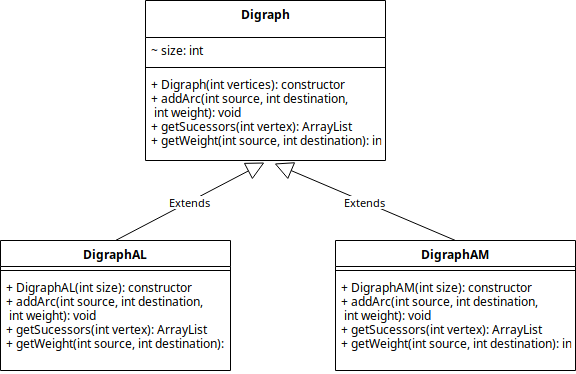 Digraph
~ size: int
+ Digraph(int vertices): constructor
+ addArc(int source, int destination,
int weight): void
+ getSucessors(int vertex): ArrayList
+ getWeight(int source, int destination): in
Extends
Extends
DigraphAL
+ DigraphAL(int size): constructor
+ addArc(int source, int destination,
int weight): void
+ getSucessors(int vertex): ArrayList
+ getWeight(int source, int destination):
DigraphAM
+ DigraphAM(int size): constructor
+ addArc(int source, int destination,
int weight): void
+ getSucessors(int vertex): ArrayList
+ getWeight(int source, int destination): in